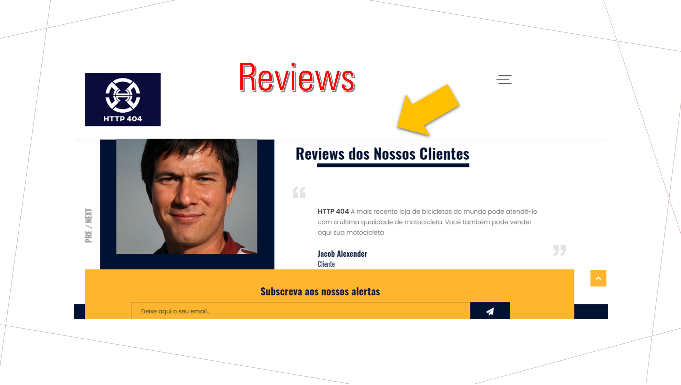 Reviews
HTTP 404
Reviews dos Nossos Clientes
“
HTTP 404 A mais recente loja de bicicletas do mundo pode atendê-lo
com a última qualidade de motocicleta. Você também pode vender
aqui sua motocicleta
”
PRE / NEXT
Jacob Alexender
Cliente
Subscreva aos nossos alertas
Deixe aqui o seu email...